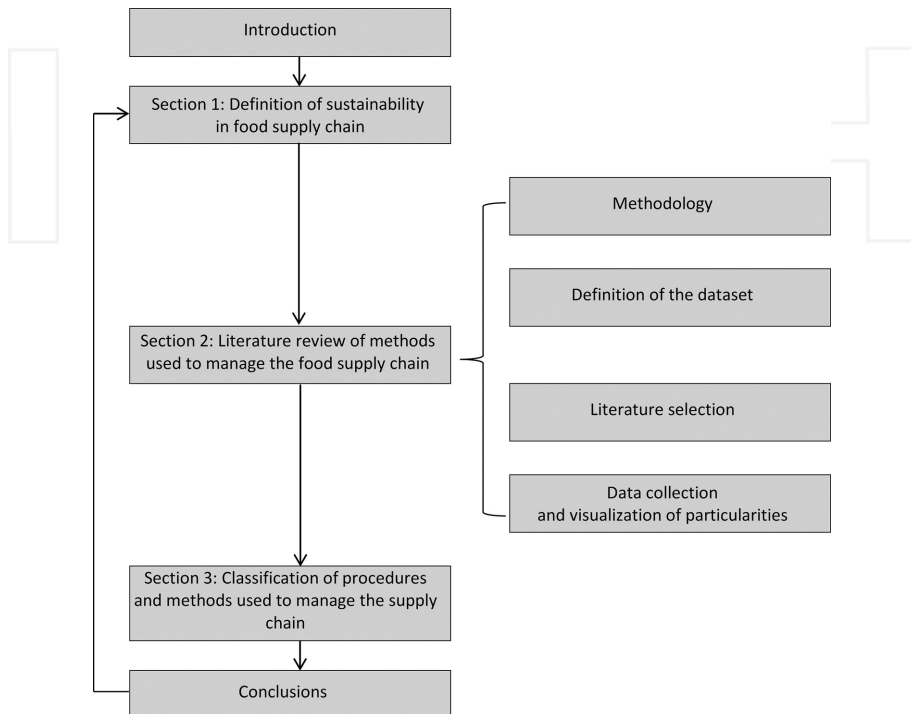 Introduction
Section 1: Definition of sustainability
in food supply chain
Section 2: Literature review of methods
used to manage the food supply chain
Methodology
Definition of the dataset
Literature selection
Data collection
and visualization of particularities
Section 3: Classification of procedures
and methods used to manage the supply
chain
Conclusions